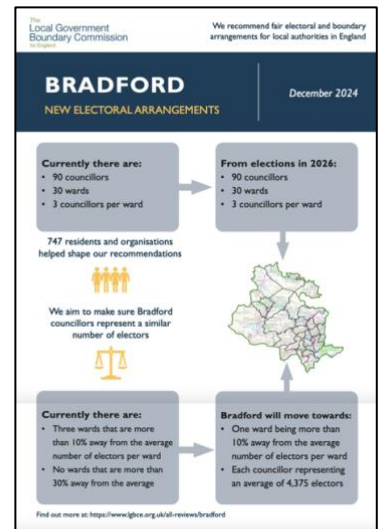 The
Local Government
Boundary Commission
for England
We recommend fair electoral and boundary
arrangements for local authorities in England
BRADFORD
NEW ELECTORAL ARRANGEMENTS
December 2024
Currently there are:
• 90 councillors
• 30 wards
• 3 councillors per ward
From elections in 2026:
• 90 councillors
• 30 wards
• 3 councillors per ward
747 residents and organisations
helped shape our recommendations
We aim to make sure Bradford
councillors represent a similar
number of electors
Currently there are:
• Three wards that are more
than 10% away from the average
number of electors per ward
• No wards that are more than
30% away from the average
Bradford will move towards:
• One ward being more than
10% away from the average
number of electors per ward
• Each councillor representing
an average of 4,375 electors
Find out more at: https://www.lgbce.org.uk/all-reviews/bradford